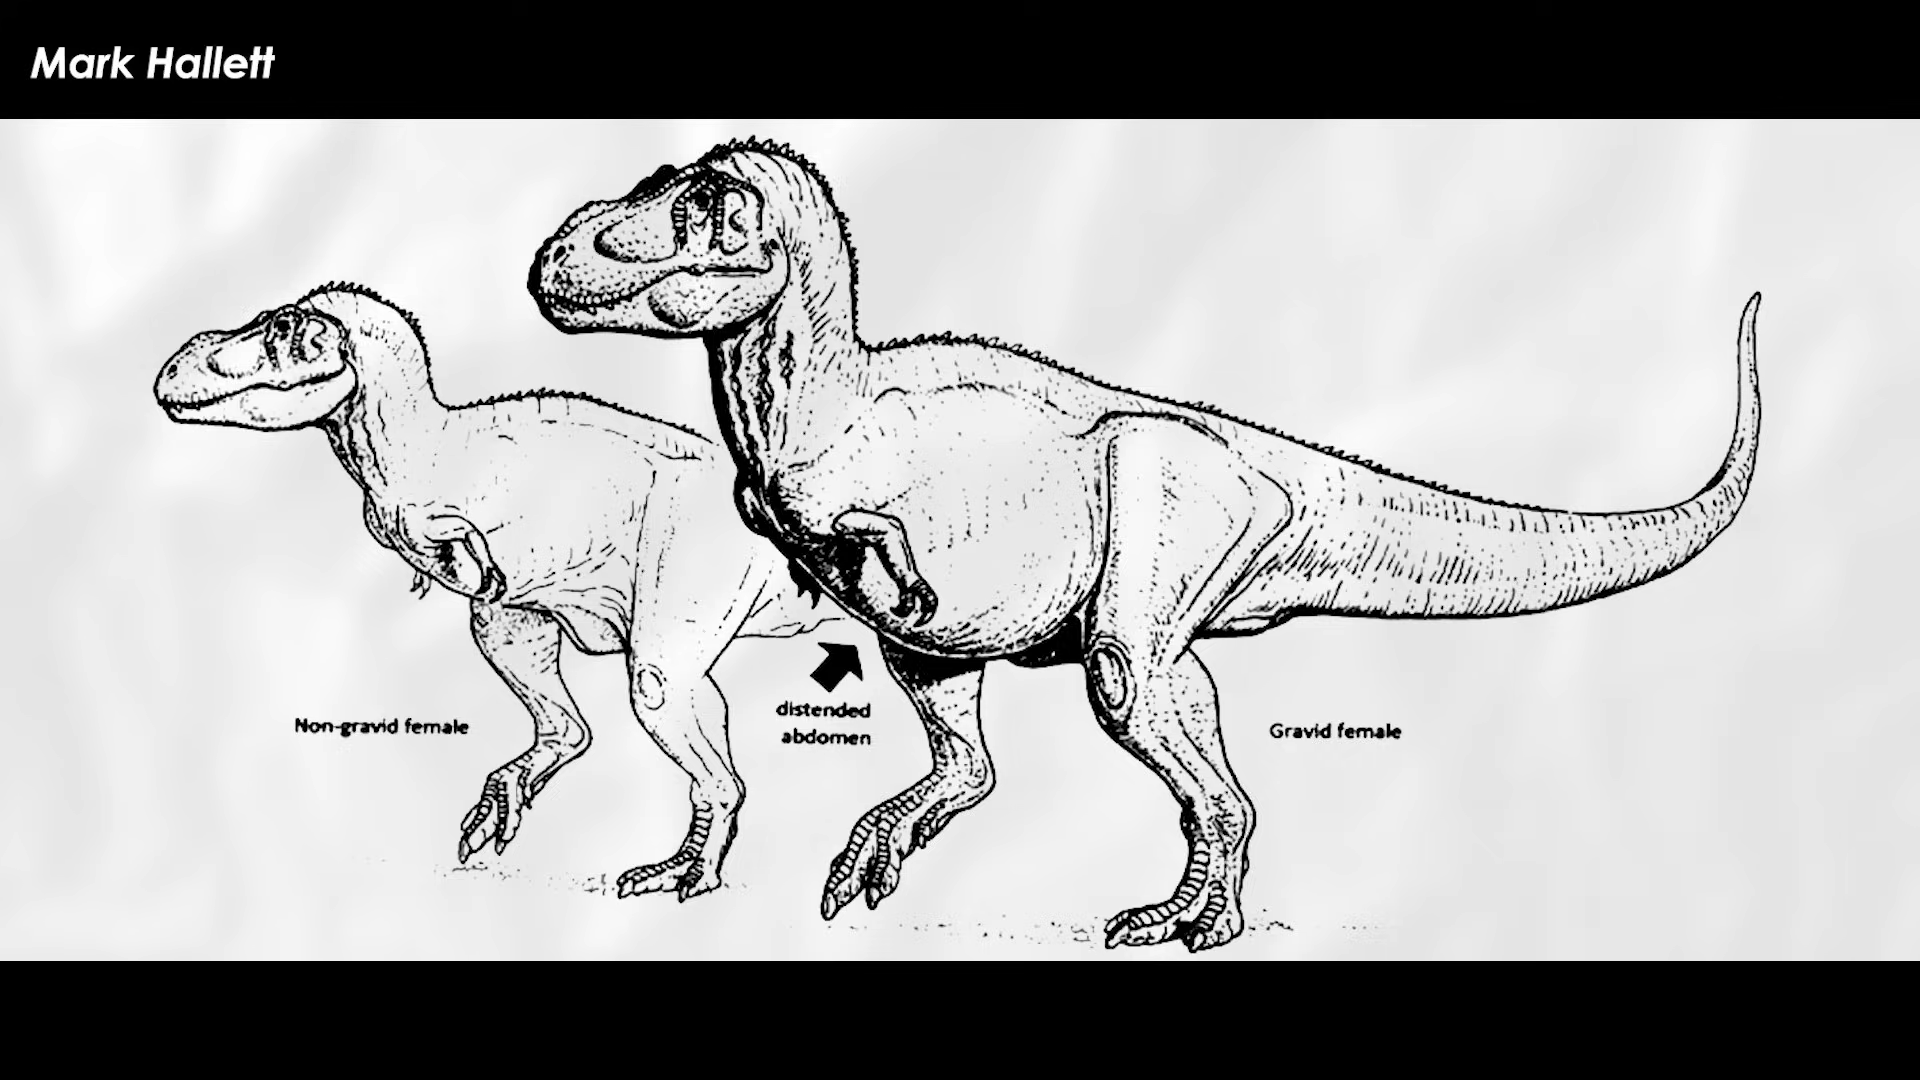 Mark Hallett
Non-gravid female
distended
abdomen
Gravid female